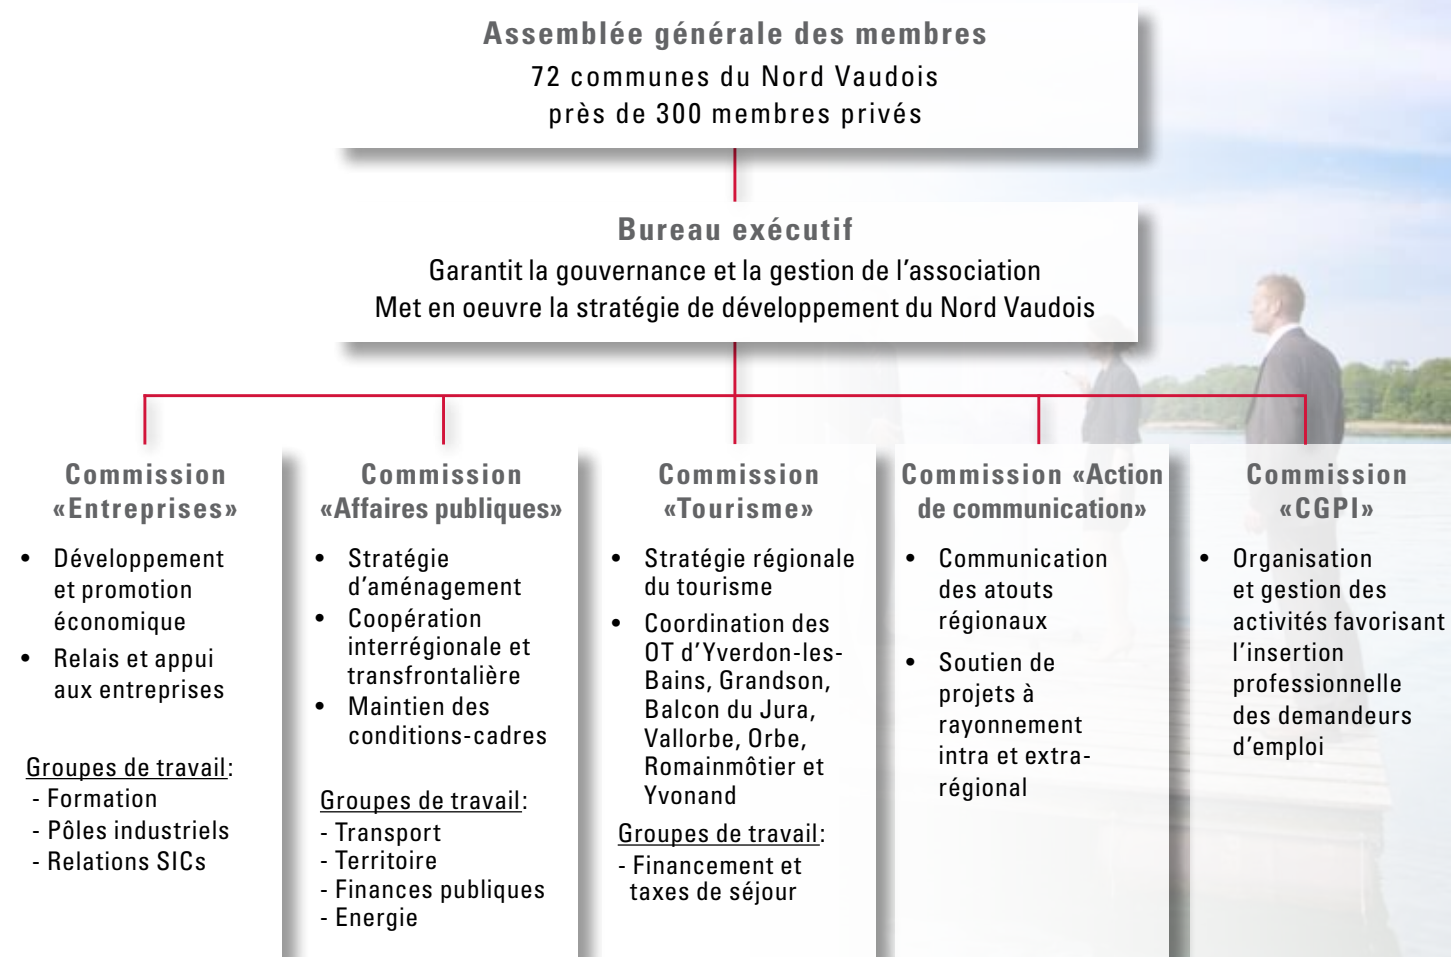 Assemblée générale des membres
72 communes du Nord Vaudois
près de 300 membres privés
Bureau exécutif
Garantit la gouvernance et la gestion de l'association
Met en oeuvre la stratégie de développement du Nord Vaudois
Commission
«Entreprises»
• Développement
et promotion
économique
• Relais et appui
aux entreprises
Groupes de travail:
- Formation
- Pôles industriels
- Relations SICs
Commission
«Affaires publiques»
• Stratégie
d'aménagement
• Coopération
interrégionale et
transfrontalière
• Maintien des
conditions-cadres
Groupes de travail:
- Transport
- Territoire
- Finances publiques
- Energie
Commission
«Tourisme»
• Stratégie régionale
du tourisme
• Coordination des
OT d'Yverdon-les-
Bains, Grandson,
Balcon du Jura,
Vallorbe, Orbe,
Romainmôtier et
Yvonand
Groupes de travail:
- Financement et
taxes de séjour
Commission «Action
de communication»
• Communication
des atouts
régionaux
• Soutien de
projets à
rayonnement
intra et extra-
régional
Commission
«CGPI»
• Organisation
et gestion des
activités favorisant
l'insertion
professionnelle
des demandeurs
d'emploi